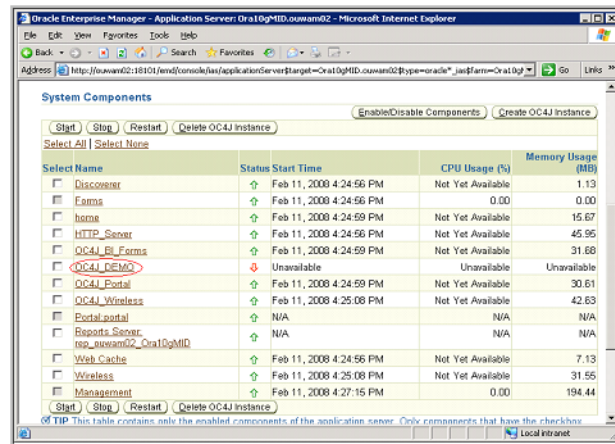 Oracle Enterprise Manager - Application Server: Ora10gMID.ouwam02 - Microsoft Internet Explorer
File Edit View Favorites Tools Help
Back Search Favorites
Address http://ouwam02:18101/emd/console/ias/applicationServer$target=Ora10gMID.ouwam02$type=oracle*_ias$farm=Ora10g Go Links
System Components
Enable/Disable Components Create OC4J Instance
Start Stop Restart Delete OC4J Instance
Select All | Select None
Select Name Status Start Time CPU Usage (%) Memory Usage (MB)
Discoverer Feb 11, 2008 4:24:56 PM Not Yet Available 1.13
Forms Feb 11, 2008 4:24:56 PM 0.00 0.00
home Feb 11, 2008 4:24:59 PM Not Yet Available 15.67
HTTP_Server Feb 11, 2008 4:24:56 PM Not Yet Available 45.95
OC4J_BI_Forms Feb 11, 2008 4:24:59 PM Not Yet Available 31.68
OC4J_DEMO Unavailable Unavailable Unavailable
OC4J_Portal Feb 11, 2008 4:24:59 PM Not Yet Available 30.61
OC4J_Wireless Feb 11, 2008 4:25:08 PM Not Yet Available 42.63
Portal:portal N/A N/A N/A
Reports Server: rep_ouwam02_Ora10gMID N/A N/A N/A
Web Cache Feb 11, 2008 4:24:56 PM Not Yet Available 7.13
Wireless Feb 11, 2008 4:25:08 PM Not Yet Available 31.55
Management Feb 11, 2008 4:27:15 PM 0.00 194.44
Start Stop Restart Delete OC4J Instance
TIP This table contains only the enabled components of the application server. Only components that have the checkbox
Local intranet